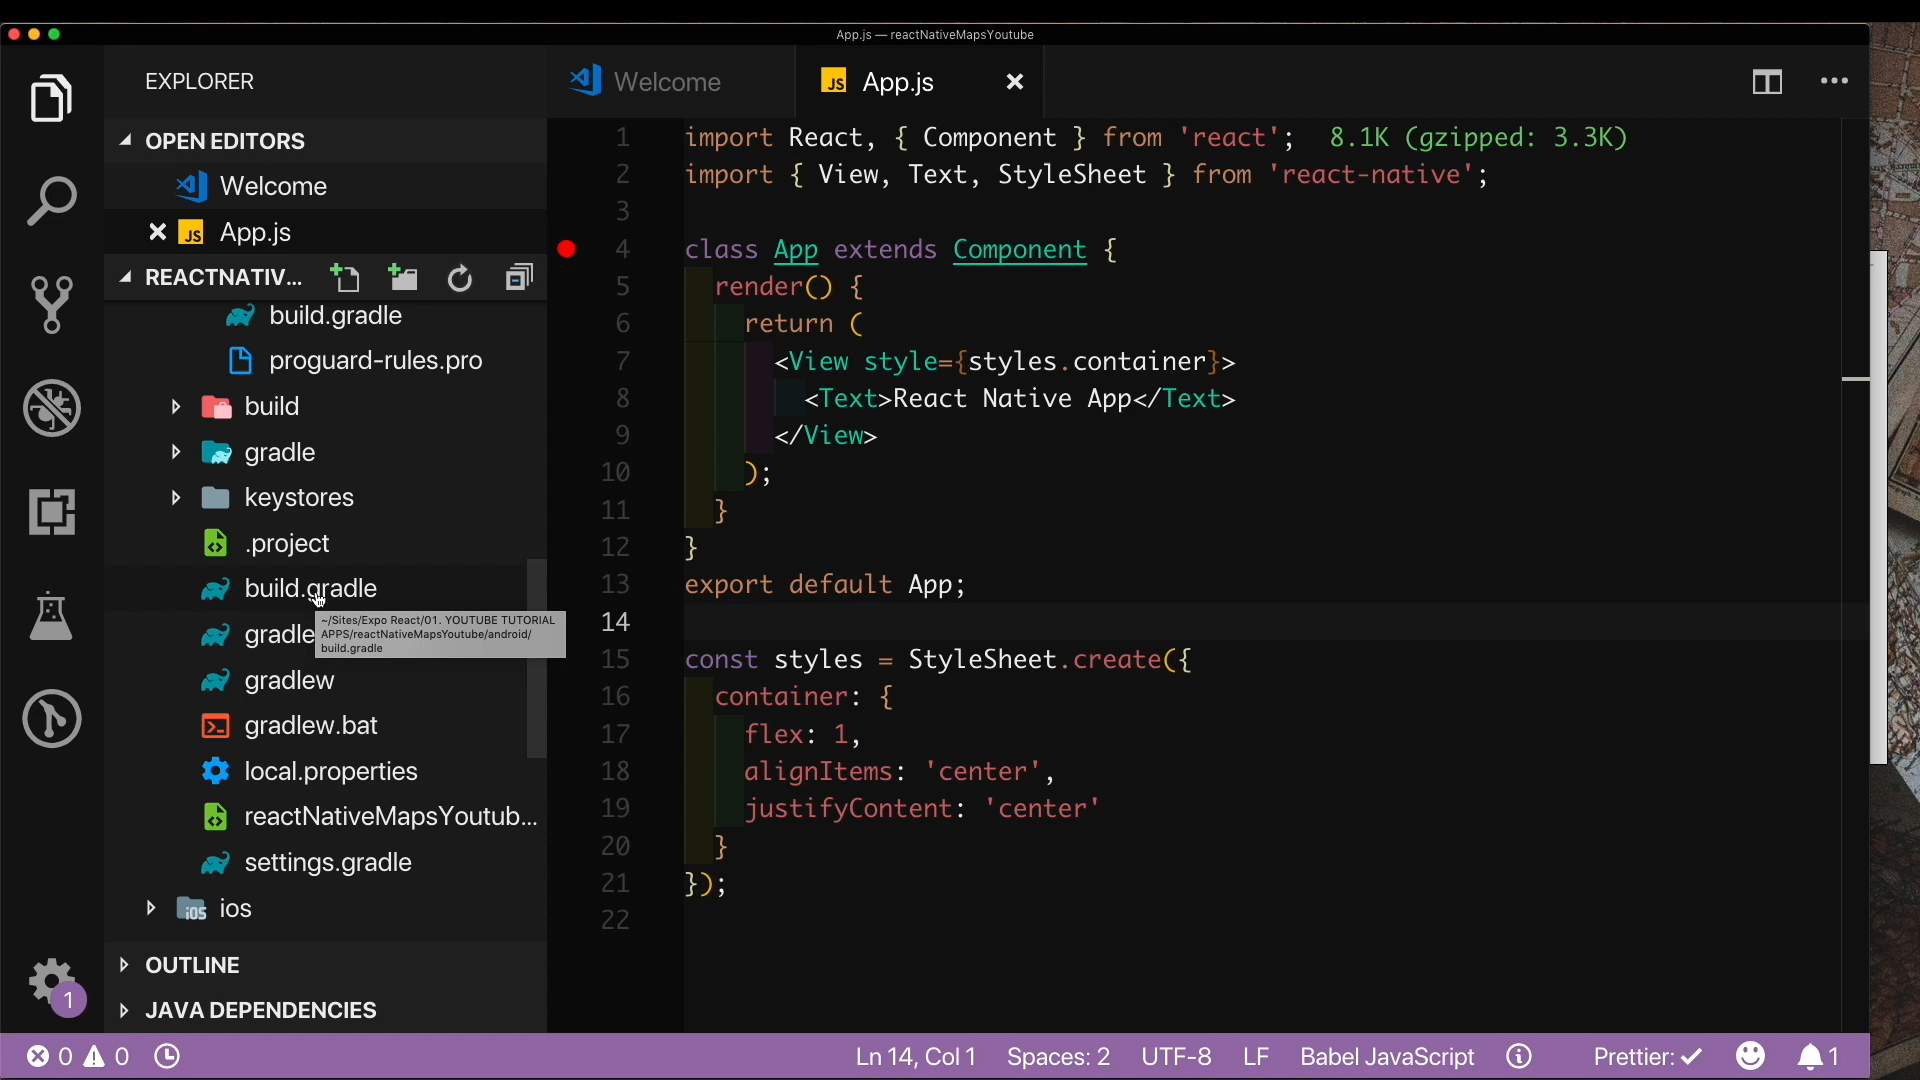 App.js — reactNativeMapsYoutube
EXPLORER
OPEN EDITORS
Welcome
App.js
REACTNATIV...
build.gradle
proguard-rules.pro
build
gradle
keystores
.project
build.gradle
~/Sites/Expo React/01. YOUTUBE TUTORIAL
APPS/reactNativeMapsYoutube/android/
build.gradle
gradle
gradlew
gradlew.bat
local.properties
reactNativeMapsYoutub...
settings.gradle
ios
OUTLINE
JAVA DEPENDENCIES
1
Welcome
App.js
1 import React, { Component } from 'react'; 8.1K (gzipped: 3.3K)
2 import { View, Text, StyleSheet } from 'react-native';
3
4 class App extends Component {
5 render() {
6 return (
7 <View style={styles.container}>
8 <Text>React Native App</Text>
9 </View>
10 );
11 }
12 }
13 export default App;
14
15 const styles = StyleSheet.create({
16 container: {
17 flex: 1,
18 alignItems: 'center',
19 justifyContent: 'center'
20 }
21 });
22
0 0 Ln 14, Col 1 Spaces: 2 UTF-8 LF Babel JavaScript Prettier: ✓ 1